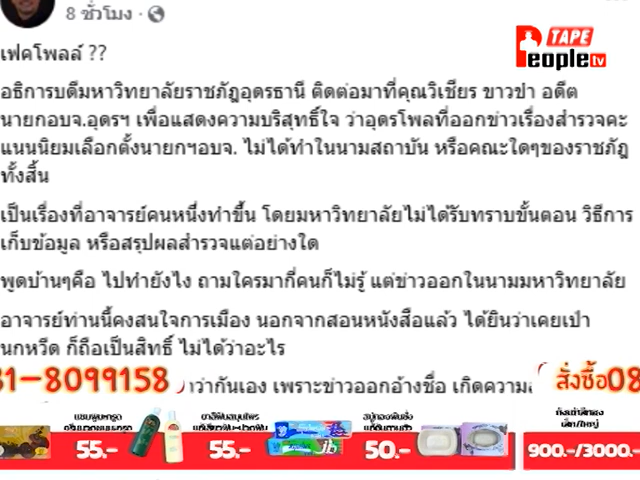 8 ชั่วโมง ·
TAPE
People tv
เฟคโพลล์ ??
อธิการบดีมหาวิทยาลัยราชภัฏอุดรธานี ติดต่อมาที่คุณวิเชียร ขาวขำ อดีต
นายกอบจ.อุดรฯ เพื่อแสดงความบริสุทธิ์ใจ ว่าอุดรโพลที่ออกข่าวเรื่องสำรวจคะ
แนนนิยมเลือกตั้งนายกฯอบจ. ไม่ได้ทำในนามสถาบัน หรือคณะใดๆของราชภัฏ
ทั้งสิ้น
เป็นเรื่องที่อาจารย์คนหนึ่งทำขึ้น โดยมหาวิทยาลัยไม่ได้รับทราบขั้นตอน วิธีการ
เก็บข้อมูล หรือสรุปผลสำรวจแต่อย่างใด
พูดบ้านๆคือ ไปทำยังไง ถามใครมากี่คนก็ไม่รู้ แต่ข่าวออกในนามมหาวิทยาลัย
อาจารย์ท่านนี้คงสนใจการเมือง นอกจากสอนหนังสือแล้ว ได้ยินว่าเคยเป่า
นกหวีด ก็ถือเป็นสิทธิ์ ไม่ได้ว่าอะไร
81-8099158
ว่ากันเอง เพราะข่าวออกอ้างชื่อ เกิดความ
สั่งซื้อ08
แชมพูมะกรูด
55.-
ยาสีฟันสมุนไพร
55.-
jb
50.-
900.-/3000.-